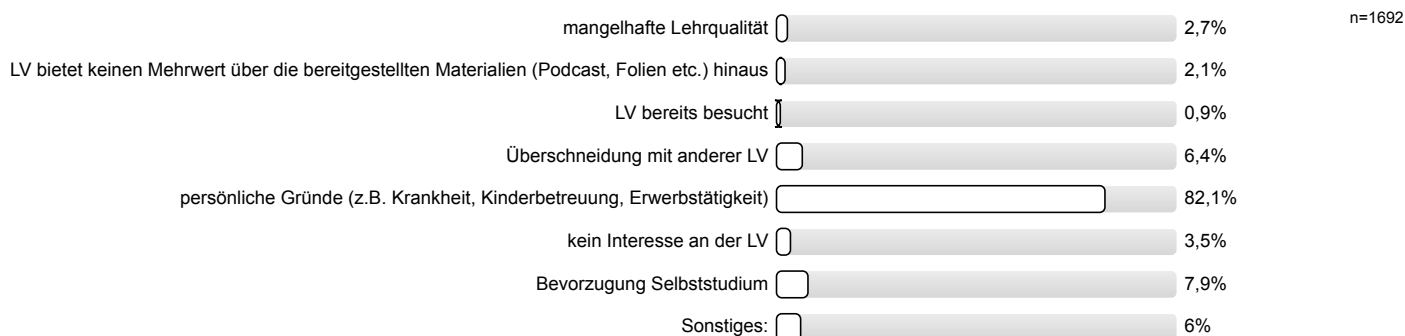 mangelhafte Lehrqualität 2,7%
n=1692
LV bietet keinen Mehrwert über die bereitgestellten Materialien (Podcast, Folien etc.) hinaus 2,1%
LV bereits besucht 0,9%
Überschneidung mit anderer LV 6,4%
persönliche Gründe (z.B. Krankheit, Kinderbetreuung, Erwerbstätigkeit) 82,1%
kein Interesse an der LV 3,5%
Bevorzugung Selbststudium 7,9%
Sonstiges: 6%